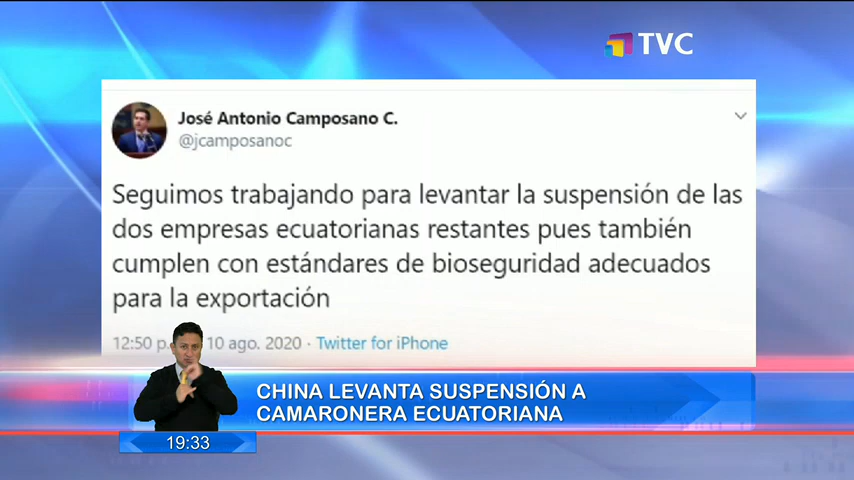 TVC
José Antonio Camposano C.
@jcamposanoc
Seguimos trabajando para levantar la suspensión de las
dos empresas ecuatorianas restantes pues también
cumplen con estándares de bioseguridad adecuados
para la exportación
12:50 p. 10 ago. 2020 · Twitter for iPhone
CHINA LEVANTA SUSPENSIÓN A
CAMARONERA ECUATORIANA
19:33